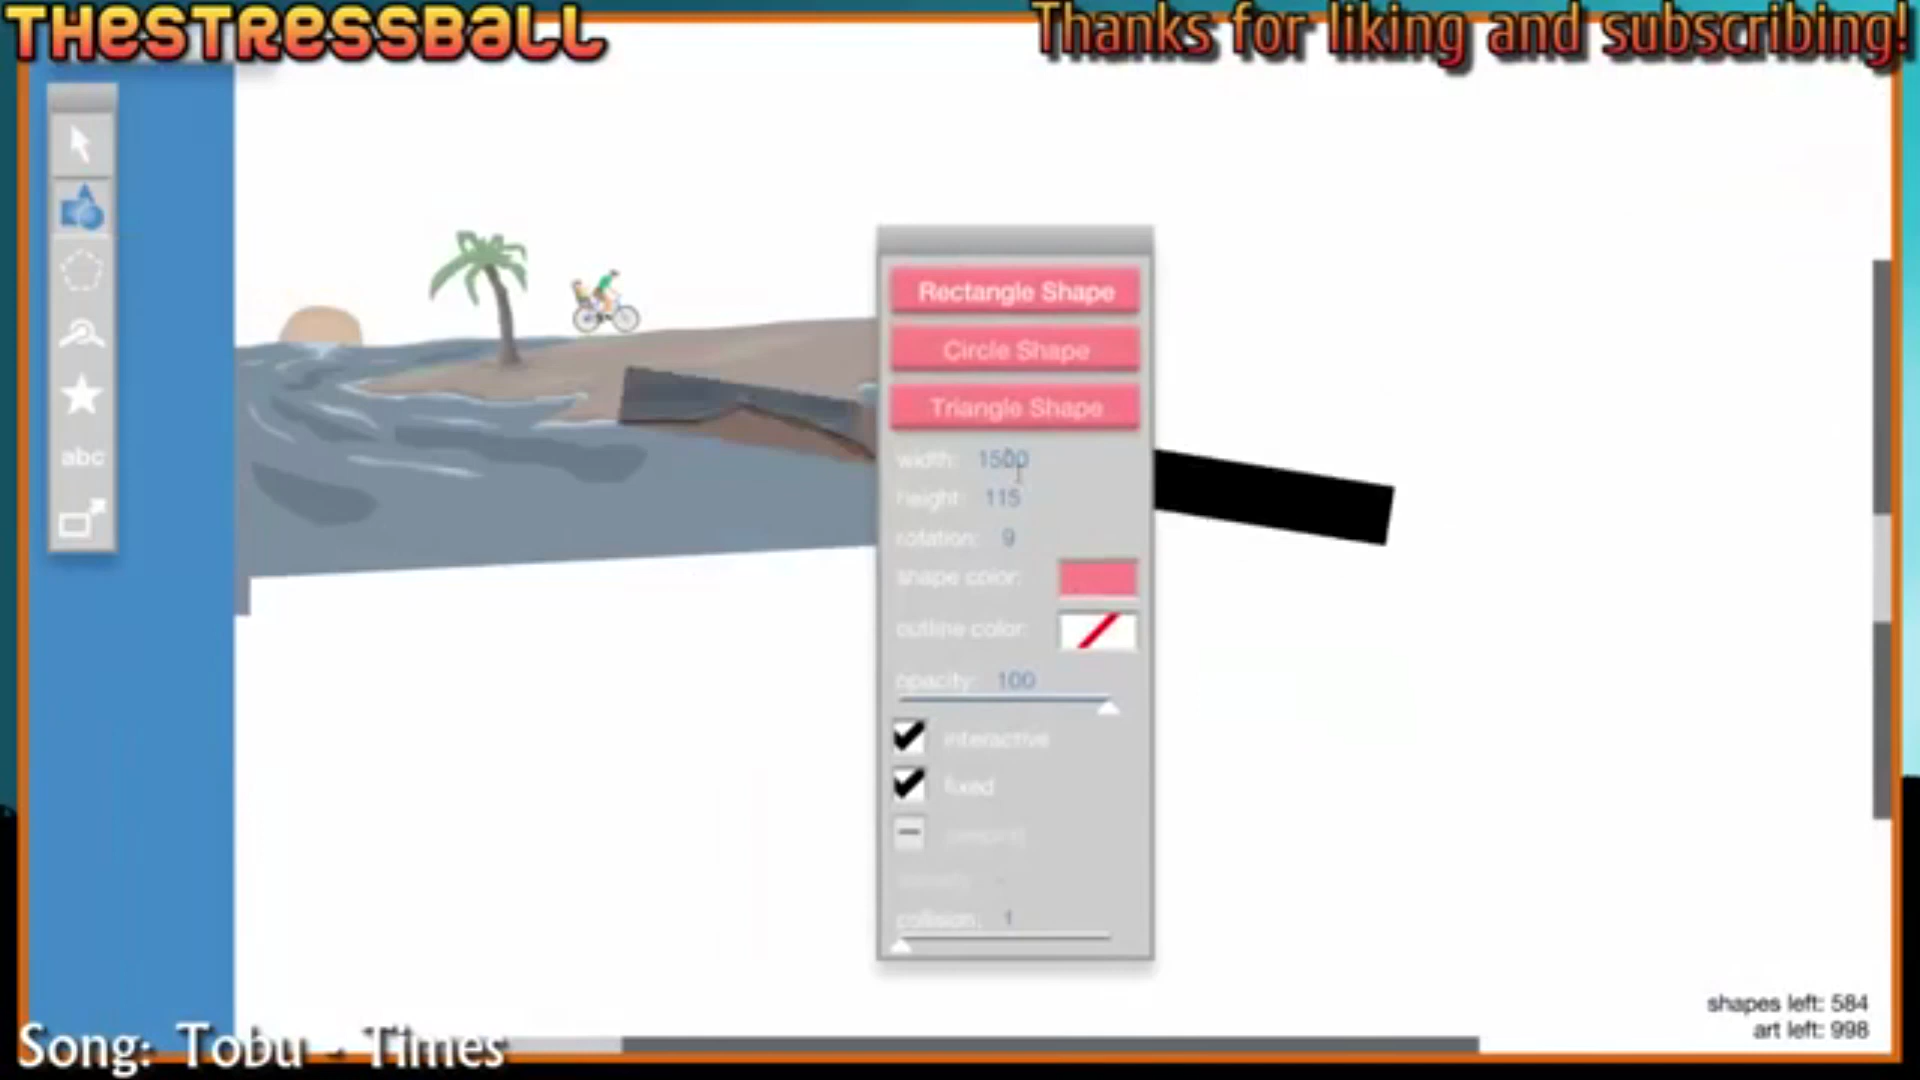 THESTRESSBALL
Thanks for liking and subscribing!
Rectangle Shape
Circle Shape
Triangle Shape
width: 1500
height: 115
rotation: 9
shape color:
outline color:
opacity: 100
interactive
fixed
collision: 1
abc
shapes left: 584
art left: 998
Song: Tobu - Times